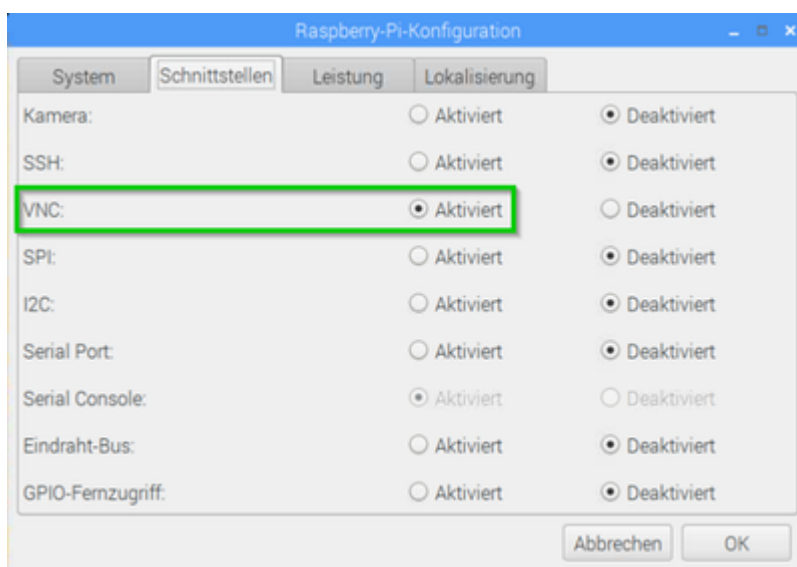 Raspberry-Pi-Konfiguration
System Schnittstellen Leistung Lokalisierung
Kamera: Aktiviert Deaktiviert
SSH: Aktiviert Deaktiviert
VNC: Aktiviert Deaktiviert
SPI: Aktiviert Deaktiviert
I2C: Aktiviert Deaktiviert
Serial Port: Aktiviert Deaktiviert
Serial Console: Aktiviert Deaktiviert
Eindraht-Bus: Aktiviert Deaktiviert
GPIO-Fernzugriff: Aktiviert Deaktiviert
Abbrechen OK